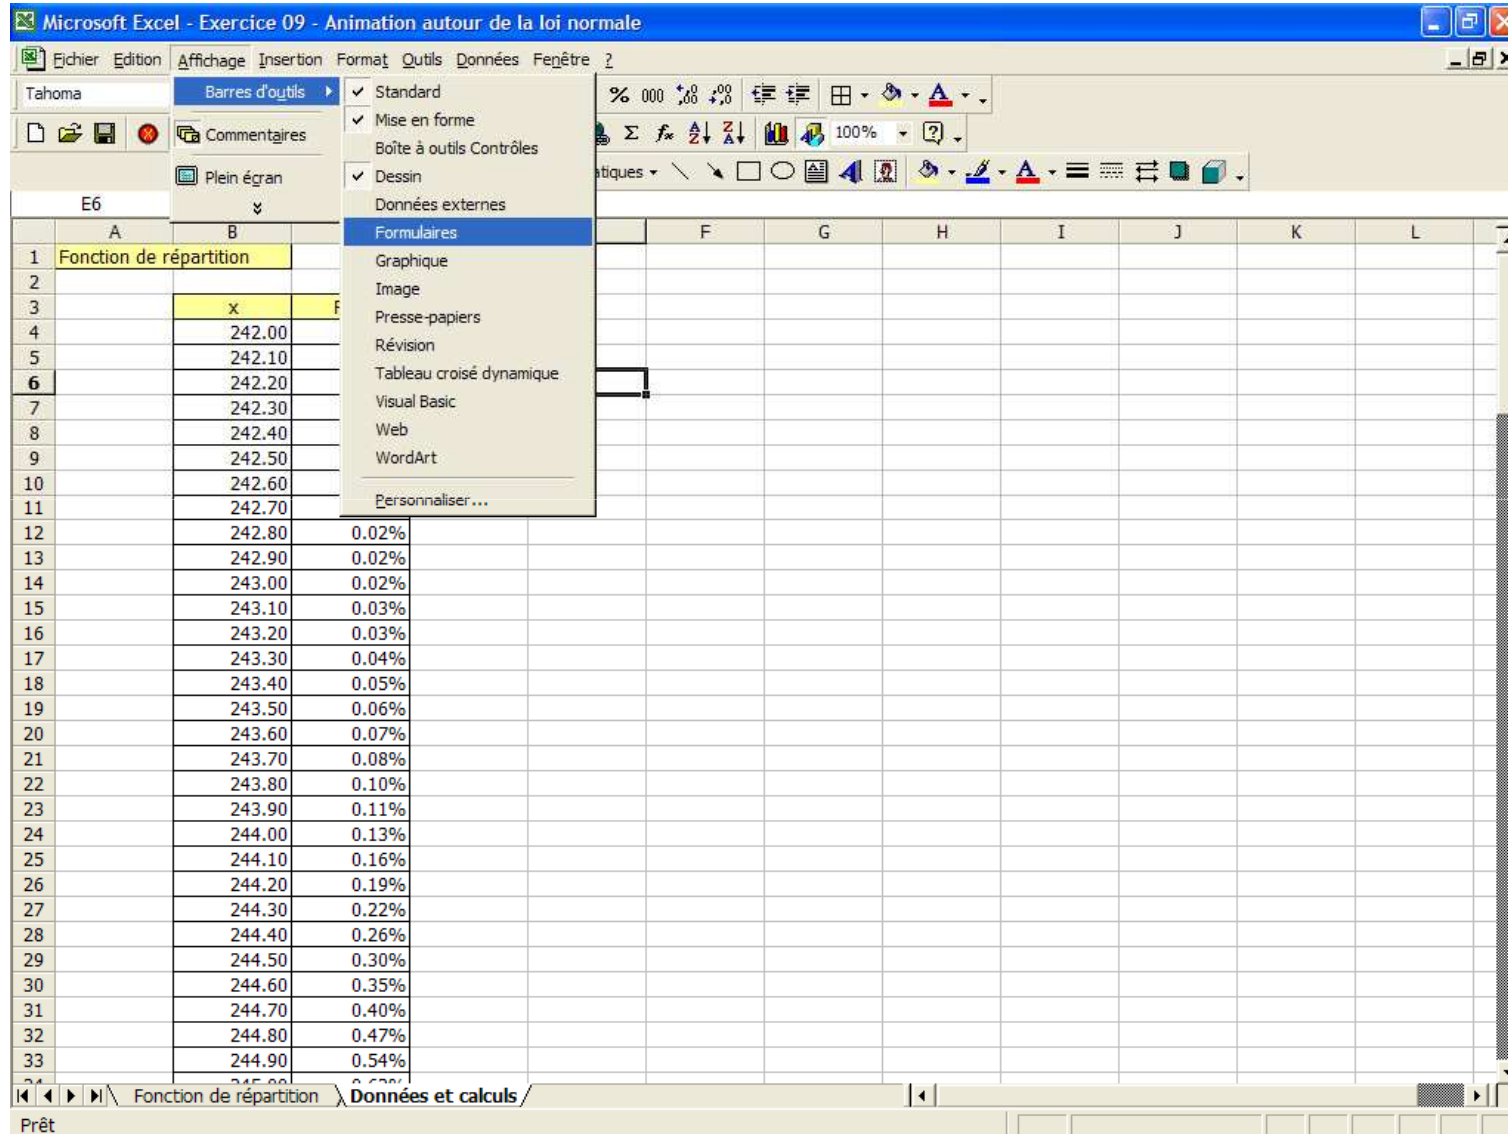 Microsoft Excel - Exercice 09 - Animation autour de la loi normale
Fichier Edition Affichage Insertion Format Outils Données Fenêtre ?
Tahoma
% 000
Σ fx 100%
E6
Barres d'outils
Commentaires
Plein écran
Standard
Mise en forme
Boîte à outils Contrôles
Dessin
Données externes
Formulaires
Graphique
Image
Presse-papiers
Révision
Tableau croisé dynamique
Visual Basic
Web
WordArt
Personnaliser...
A B F G H I J K L
1 Fonction de répartition
2
3 x F
4 242.00
5 242.10
6 242.20
7 242.30
8 242.40
9 242.50
10 242.60
11 242.70
12 242.80 0.02%
13 242.90 0.02%
14 243.00 0.02%
15 243.10 0.03%
16 243.20 0.03%
17 243.30 0.04%
18 243.40 0.05%
19 243.50 0.06%
20 243.60 0.07%
21 243.70 0.08%
22 243.80 0.10%
23 243.90 0.11%
24 244.00 0.13%
25 244.10 0.16%
26 244.20 0.19%
27 244.30 0.22%
28 244.40 0.26%
29 244.50 0.30%
30 244.60 0.35%
31 244.70 0.40%
32 244.80 0.47%
33 244.90 0.54%
Fonction de répartition Données et calculs
Prêt